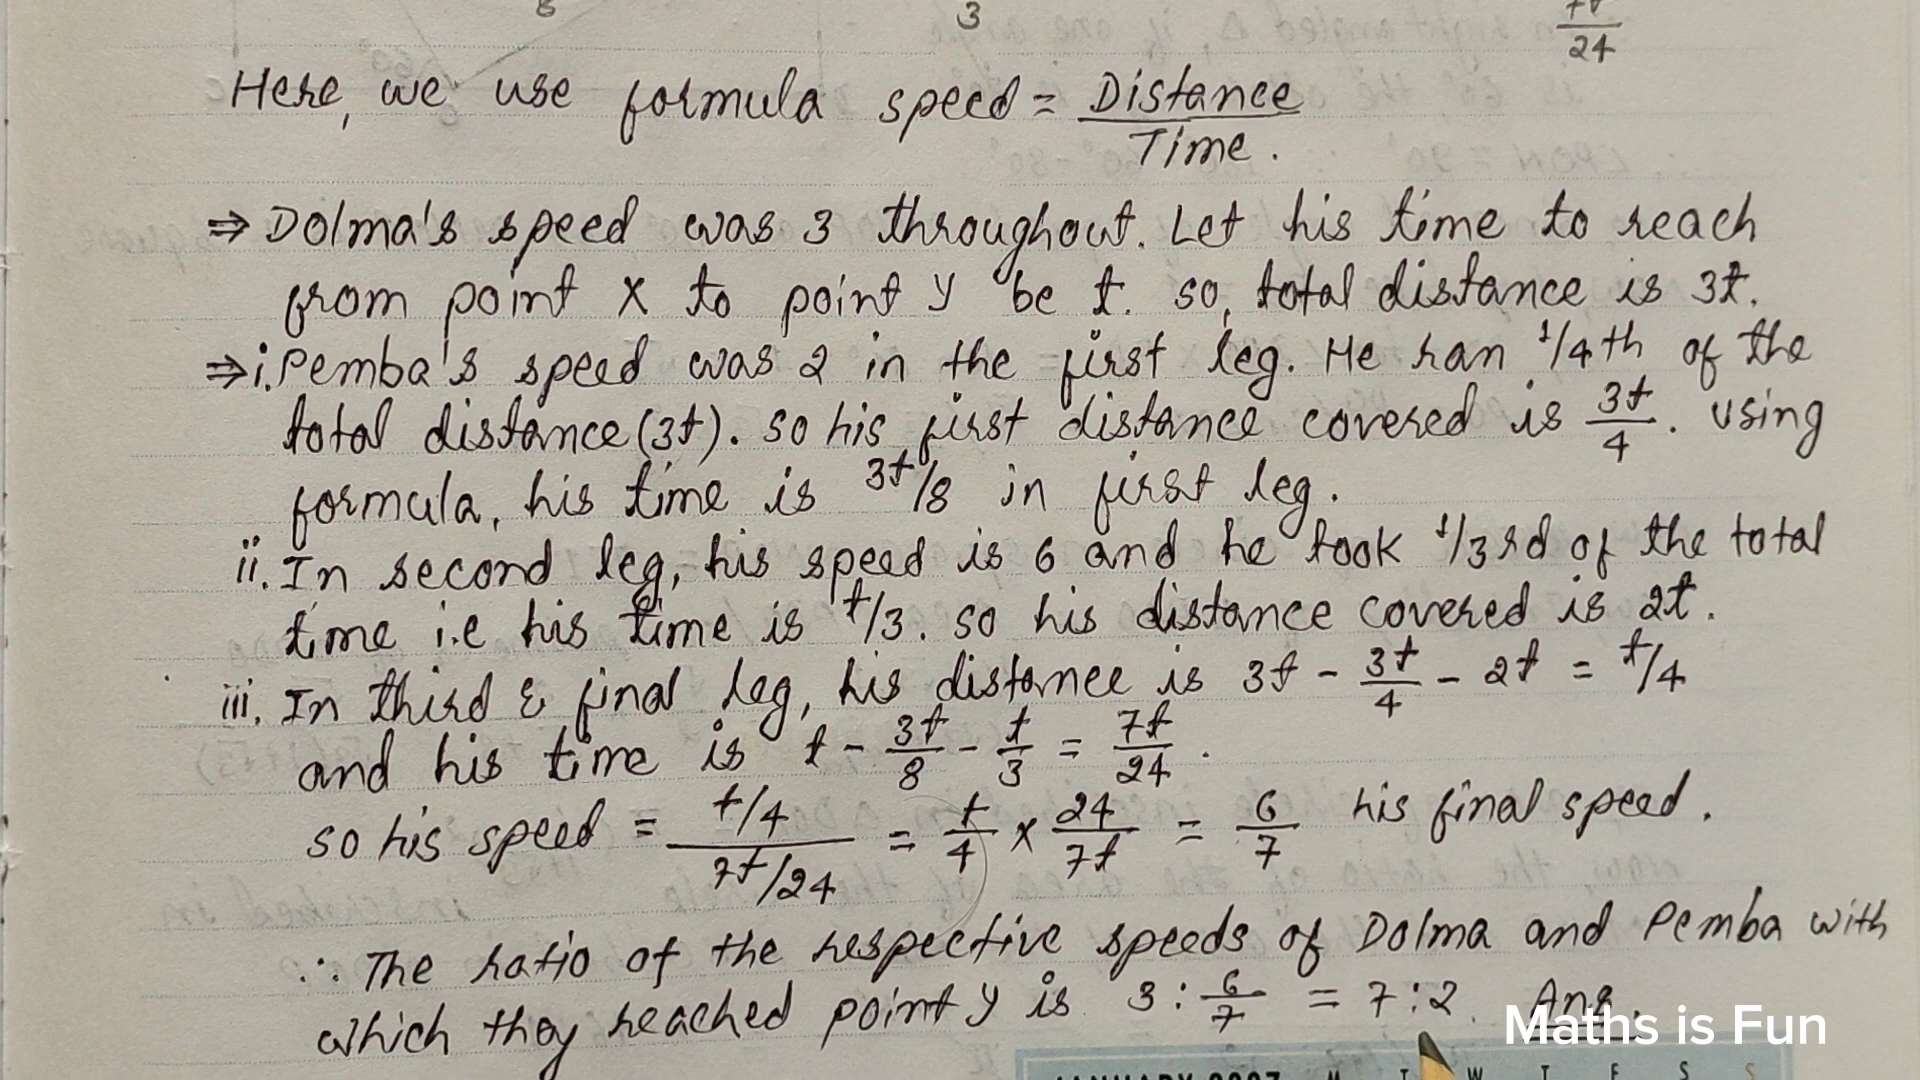 8 3 7t/24
Here, we use formula speed = Distance/Time.
⇒ Dolma's speed was 3 throughout. Let his time to reach
from point X to point Y be t. so, total distance is 3t.
⇒ i. Pemba's speed was 2 in the first leg. He ran 1/4th of the
total distance (3t). so his first distance covered is 3t/4. Using
formula, his time is 3t/8 in first leg.
ii. In second leg, his speed is 6 and he took 1/3rd of the total
time i.e his time is t/3. so his distance covered is 2t.
iii. In third & final leg, his distance is 3t - 3t/4 - 2t = t/4
and his time is t - 3t/8 - t/3 = 7t/24.
so his speed = t/4 / 7t/24 = t/4 × 24/7t = 6/7 his final speed.
∴ The ratio of the respective speeds of Dolma and Pemba with
which they reached point Y is 3 : 6/7 = 7:2. Ans.
Maths is Fun
M T W T F S S